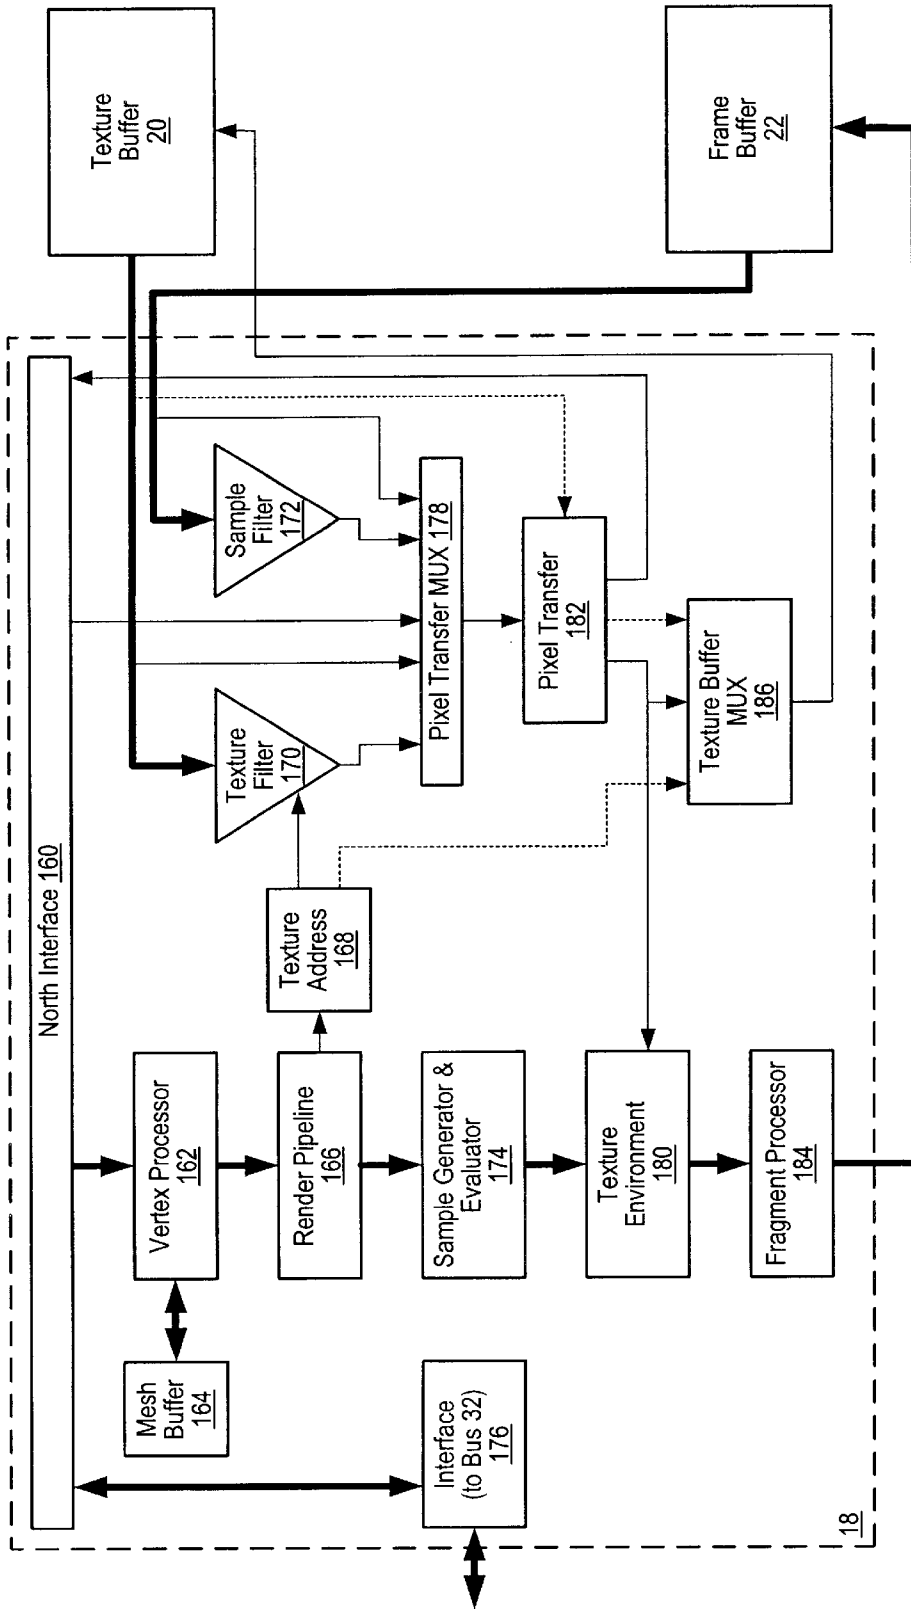 North Interface 160
Mesh
Buffer
164
Vertex Processor
162
Texture
Buffer
20
Interface
(to Bus 32)
176
Render Pipeline
166
Texture
Address
168
Texture
Filter
170
Sample
Filter
172
Sample Generator &
Evaluator
174
Pixel Transfer MUX 178
Texture
Environment
180
Pixel Transfer
182
Fragment Processor
184
Texture Buffer
MUX
186
Frame
Buffer
22
18